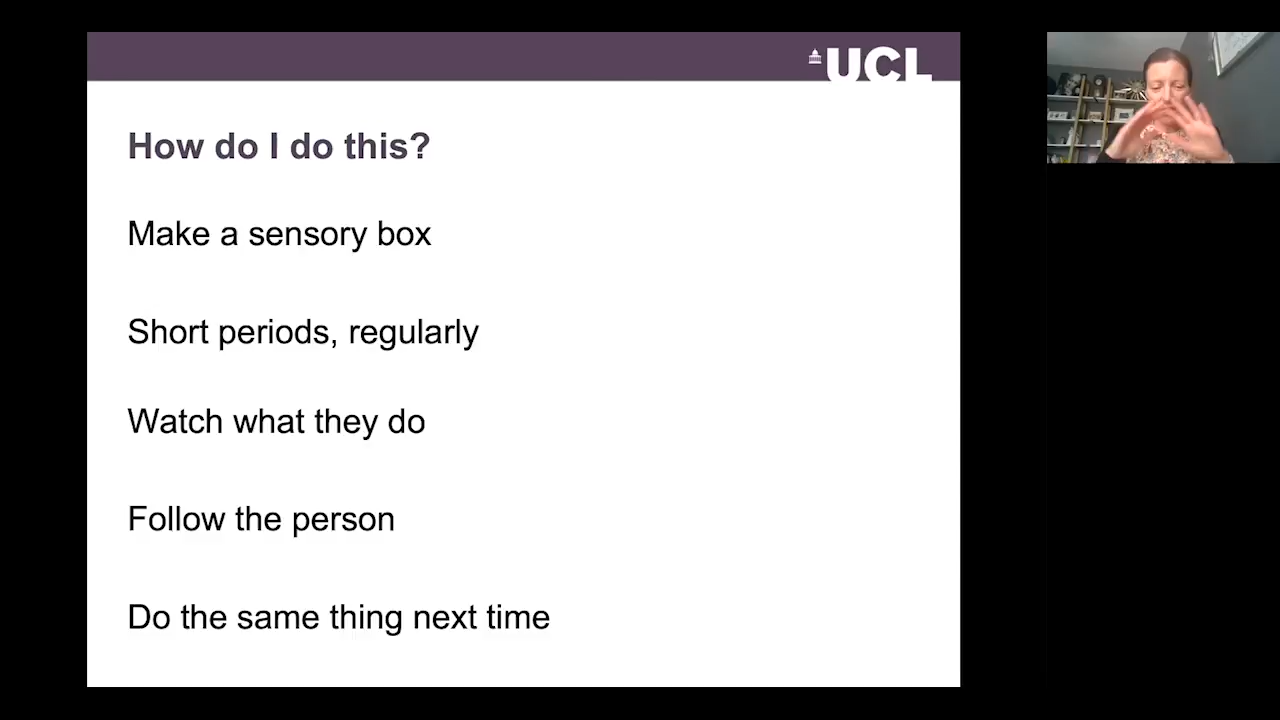 UCL
How do I do this?
Make a sensory box
Short periods, regularly
Watch what they do
Follow the person
Do the same thing next time